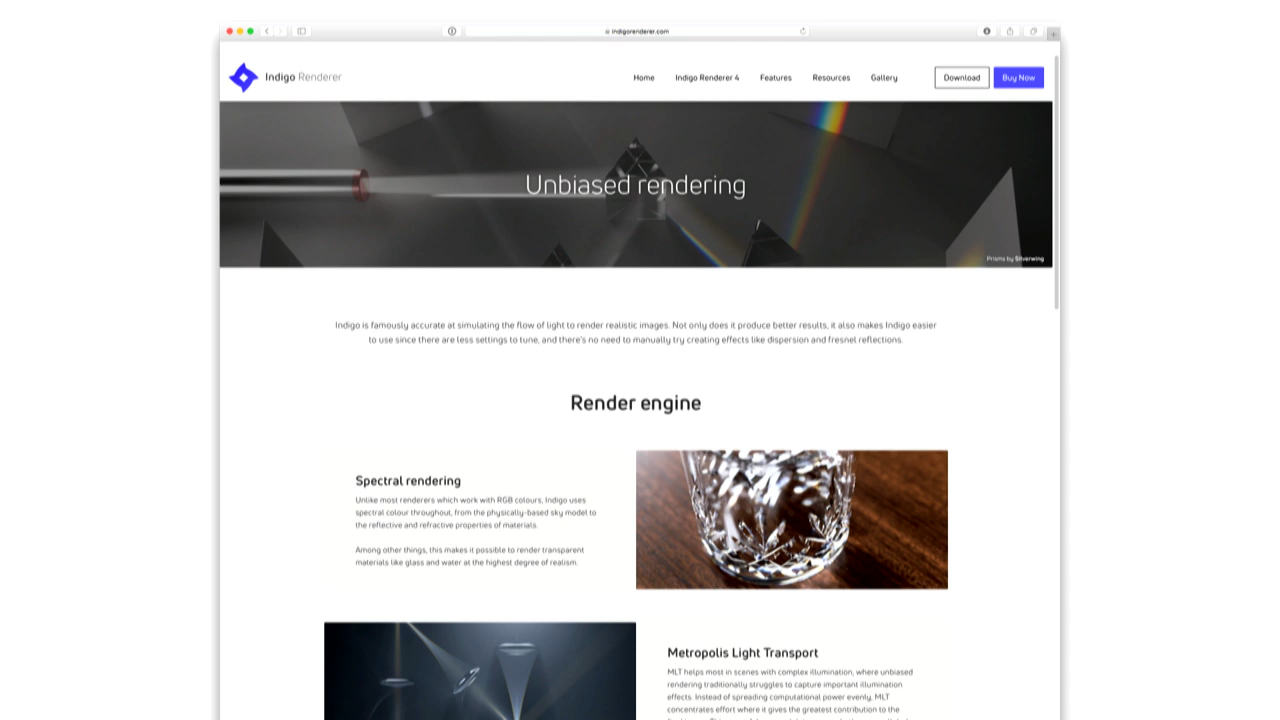 indigorenderer.com
Indigo Renderer
Home
Indigo Renderer 4
Features
Resources
Gallery
Download
Buy Now
Unbiased rendering
Prisms by Silverwing
Indigo is famously accurate at simulating the flow of light to render realistic images. Not only does it produce better results, it also makes Indigo easier
to use since there are less settings to tune, and there's no need to manually try creating effects like dispersion and fresnel reflections.
Render engine
Spectral rendering
Unlike most renderers which work with RGB colours, Indigo uses
spectral colour throughout, from the physically-based sky model to
the reflective and refractive properties of materials.
Among other things, this makes it possible to render transparent
materials like glass and water at the highest degree of realism.
Metropolis Light Transport
MLT helps most in scenes with complex illumination, where unbiased
rendering traditionally struggles to capture important illumination
effects. Instead of spreading computational power evenly, MLT
concentrates effort where it gives the greatest contribution to the